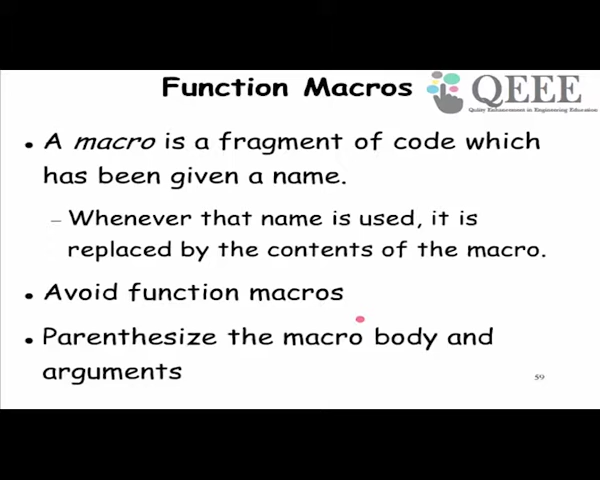 Function Macros
QEEE
Quality Enhancement in Engineering Education
• A macro is a fragment of code which
has been given a name.
– Whenever that name is used, it is
replaced by the contents of the macro.
• Avoid function macros
• Parenthesize the macro body and
arguments
59